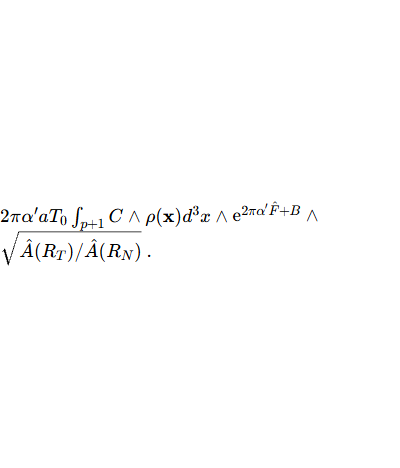 2πα′aT₀ ∫ₚ₊₁ C ∧ ρ(𝐱)d³x ∧ e^{2πα′F̂+B} ∧
√(Â(R_T)/Â(R_N)) .